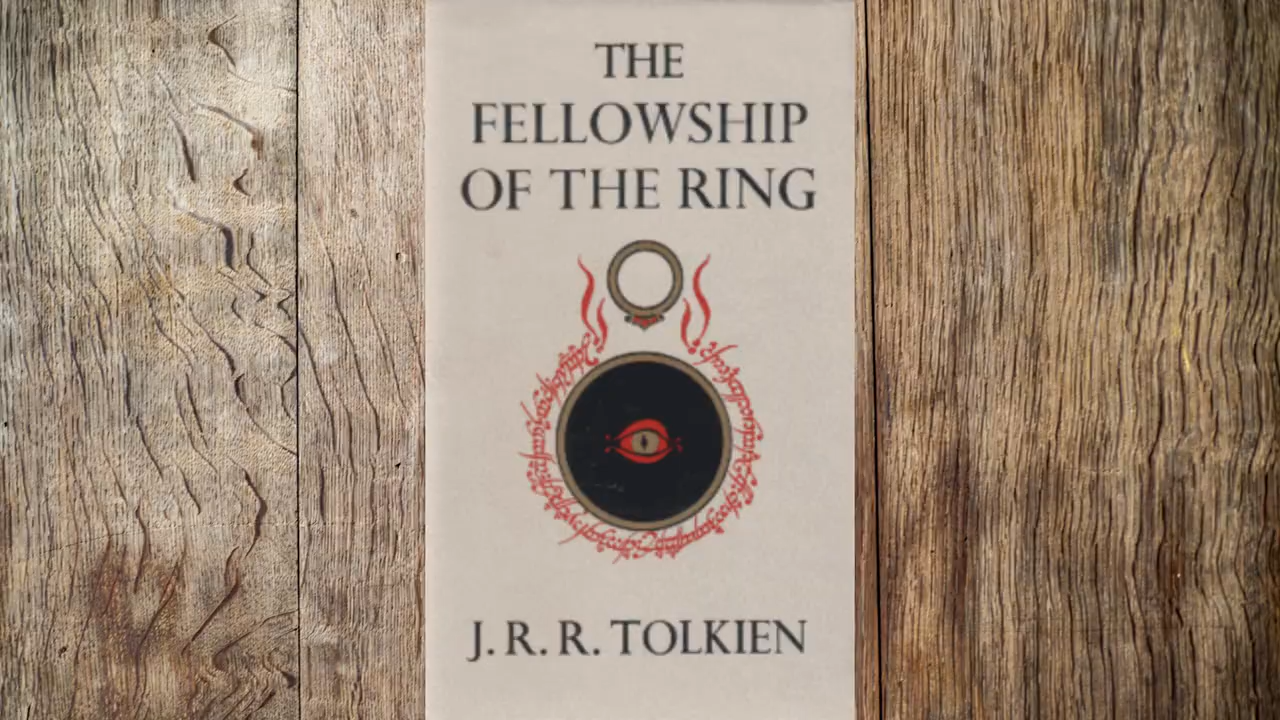 THE
FELLOWSHIP
OF THE RING
J. R. R. TOLKIEN